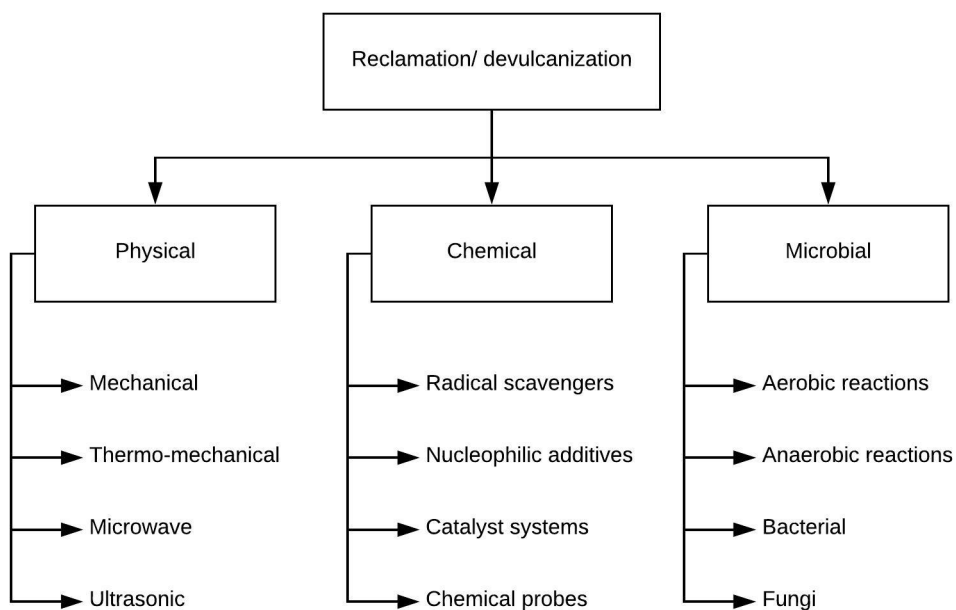 Reclamation/ devulcanization
Physical
Chemical
Microbial
Mechanical
Thermo-mechanical
Microwave
Ultrasonic
Radical scavengers
Nucleophilic additives
Catalyst systems
Chemical probes
Aerobic reactions
Anaerobic reactions
Bacterial
Fungi